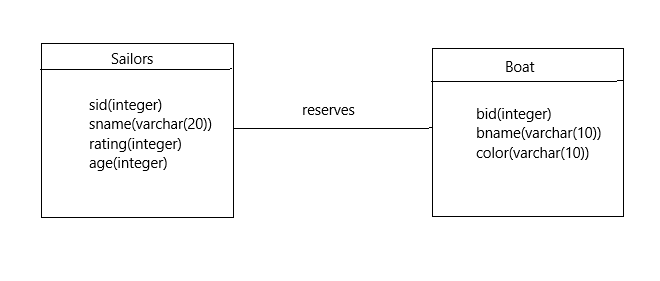 Sailors
sid(integer)
sname(varchar(20))
rating(integer)
age(integer)
reserves
Boat
bid(integer)
bname(varchar(10))
color(varchar(10))